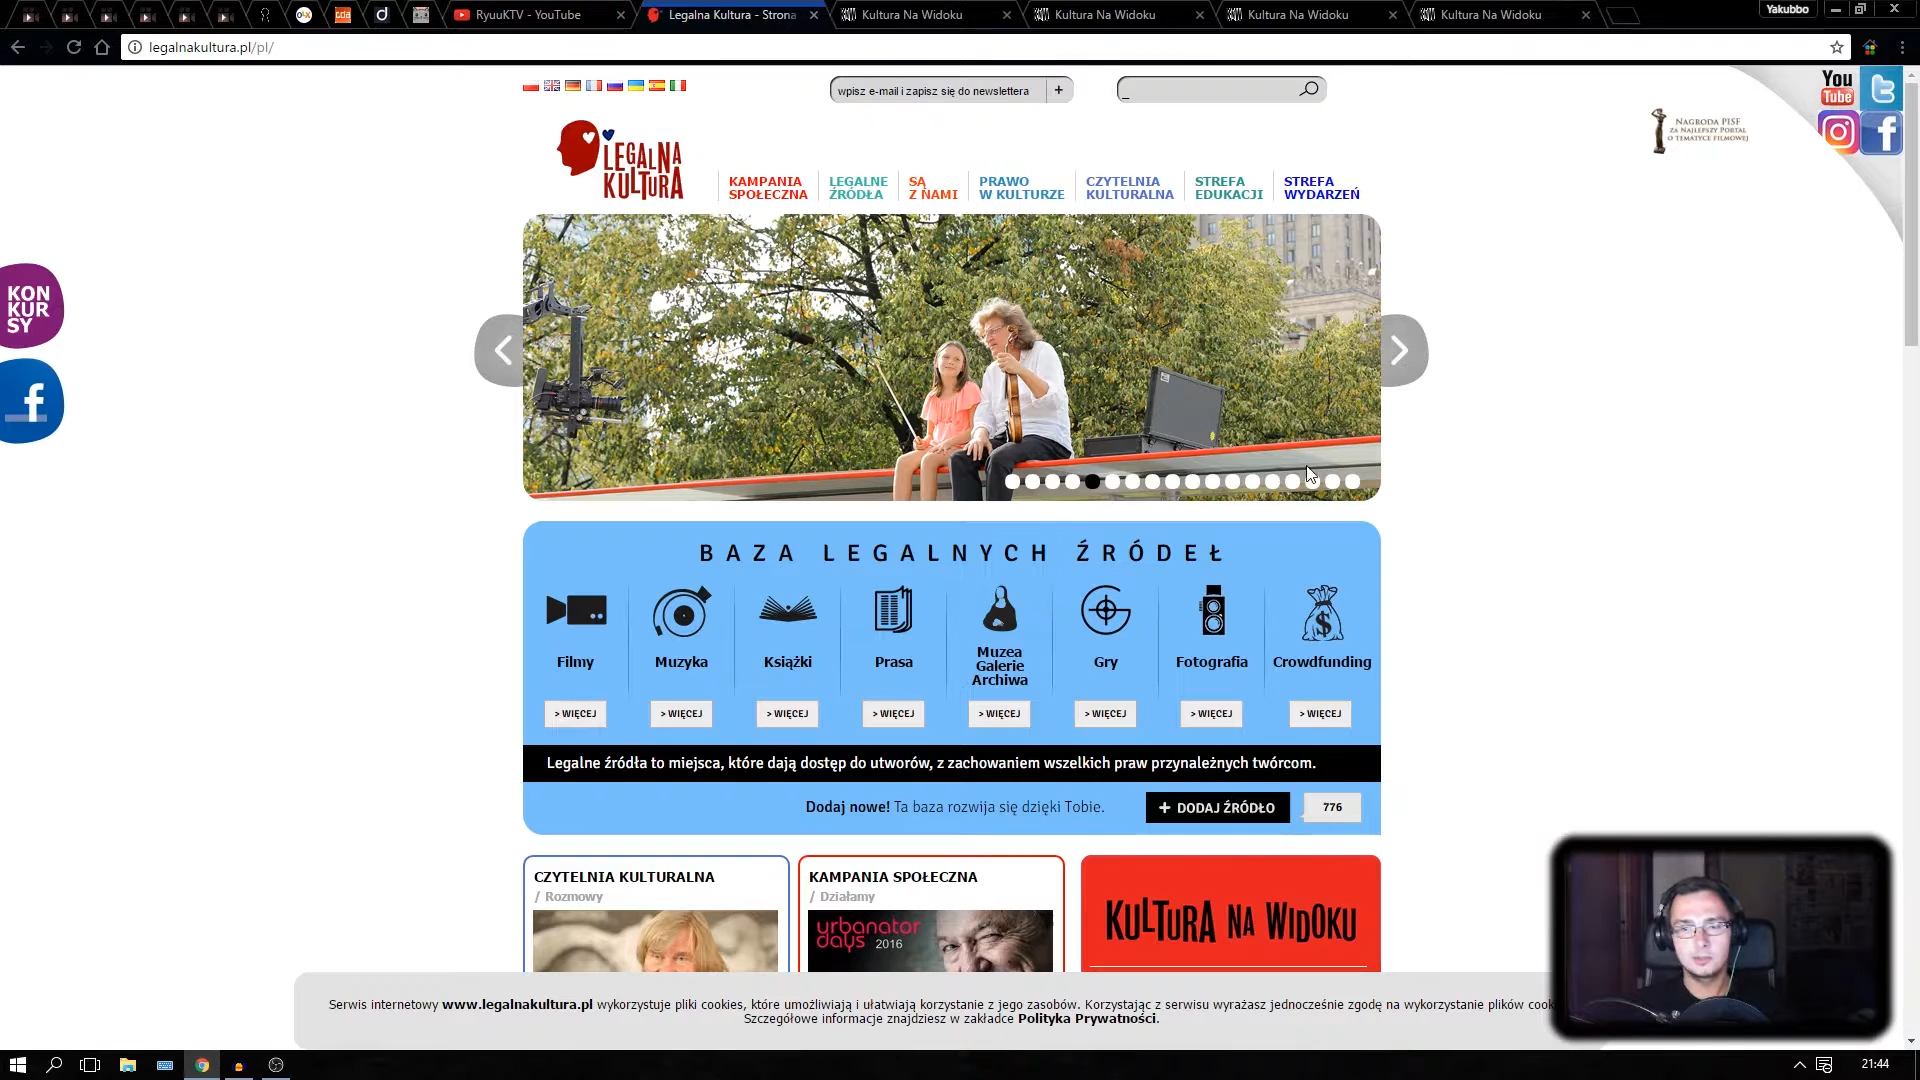 RyuuKTV - YouTube
Legalna Kultura - Strona
Kultura Na Widoku
Kultura Na Widoku
Kultura Na Widoku
Kultura Na Widoku
Yakubbo
legalnakultura.pl/pl/
wpisz e-mail i zapisz się do newslettera
+
You
Tube
NAGRODA PISF
ZA NAJLEPSZY PORTAL
O TEMATYCE FILMOWEJ
LEGALNA
KULTURA
KAMPANIA
SPOŁECZNA
LEGALNE
ŹRÓDŁA
SĄ
Z NAMI
PRAWO
W KULTURZE
CZYTELNIA
KULTURALNA
STREFA
EDUKACJI
STREFA
WYDARZEŃ
KON
KUR
SY
BAZA LEGALNYCH ŹRÓDEŁ
Filmy
Muzyka
Książki
Prasa
Muzea
Galerie
Archiwa
Gry
Fotografia
Crowdfunding
> WIĘCEJ
> WIĘCEJ
> WIĘCEJ
> WIĘCEJ
> WIĘCEJ
> WIĘCEJ
> WIĘCEJ
> WIĘCEJ
Legalne źródła to miejsca, które dają dostęp do utworów, z zachowaniem wszelkich praw przynależnych twórcom.
Dodaj nowe! Ta baza rozwija się dzięki Tobie.
+ DODAJ ŹRÓDŁO
776
CZYTELNIA KULTURALNA
/ Rozmowy
KAMPANIA SPOŁECZNA
/ Działamy
urbanator
days 2016
KULTURA NA WIDOKU
Serwis internetowy www.legalnakultura.pl wykorzystuje pliki cookies, które umożliwiają i ułatwiają korzystanie z jego zasobów. Korzystając z serwisu wyrażasz jednocześnie zgodę na wykorzystanie plików cook
Szczegółowe informacje znajdziesz w zakładce Polityka Prywatności.
21:44